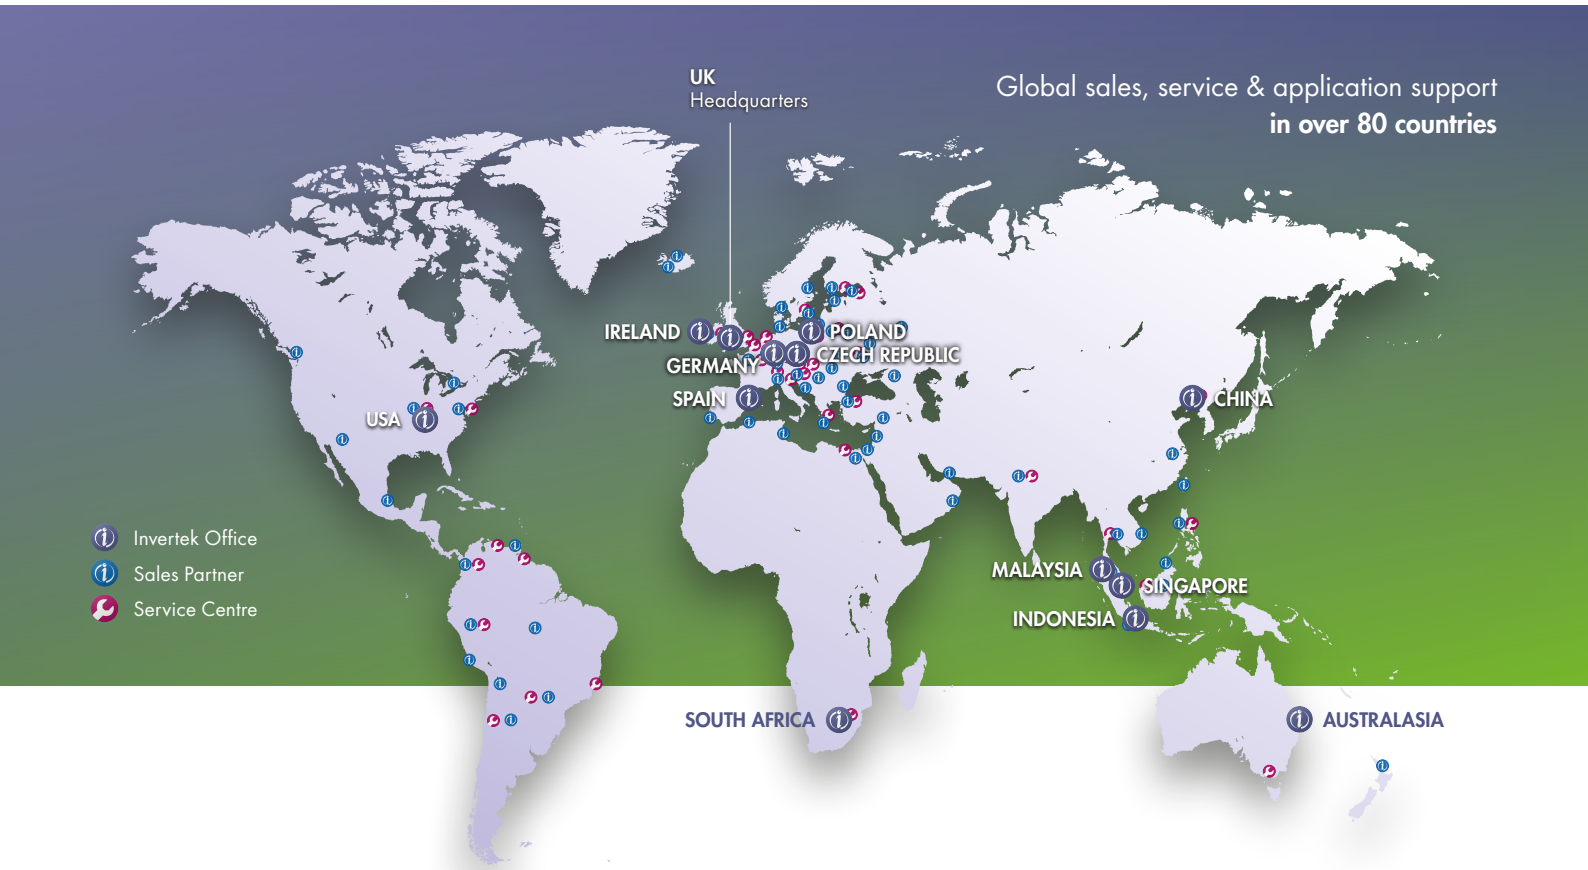 UK
Headquarters
Global sales, service & application support
in over 80 countries
IRELAND
POLAND
GERMANY
CZECH REPUBLIC
SPAIN
USA
CHINA
Invertek Office
Sales Partner
Service Centre
MALAYSIA
SINGAPORE
INDONESIA
SOUTH AFRICA
AUSTRALASIA